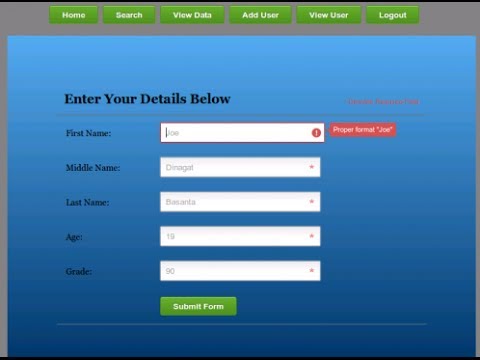 Home Search View Data Add User View User Logout
Enter Your Details Below
First Name: Joe Proper format "Joe"
Middle Name: Dinagat *
Last Name: Basanta *
Age: 19 *
Grade: 90 *
Submit Form